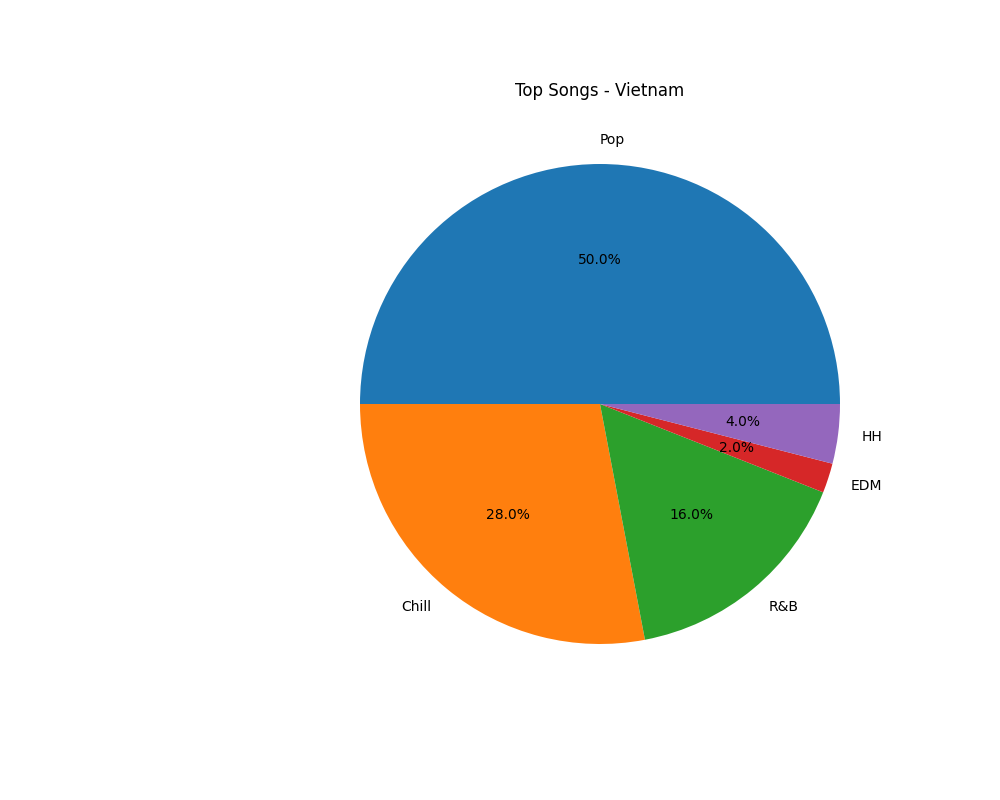 Top Songs - Vietnam
Pop
50.0%
4.0%
HH
2.0%
EDM
28.0%
16.0%
Chill
R&B